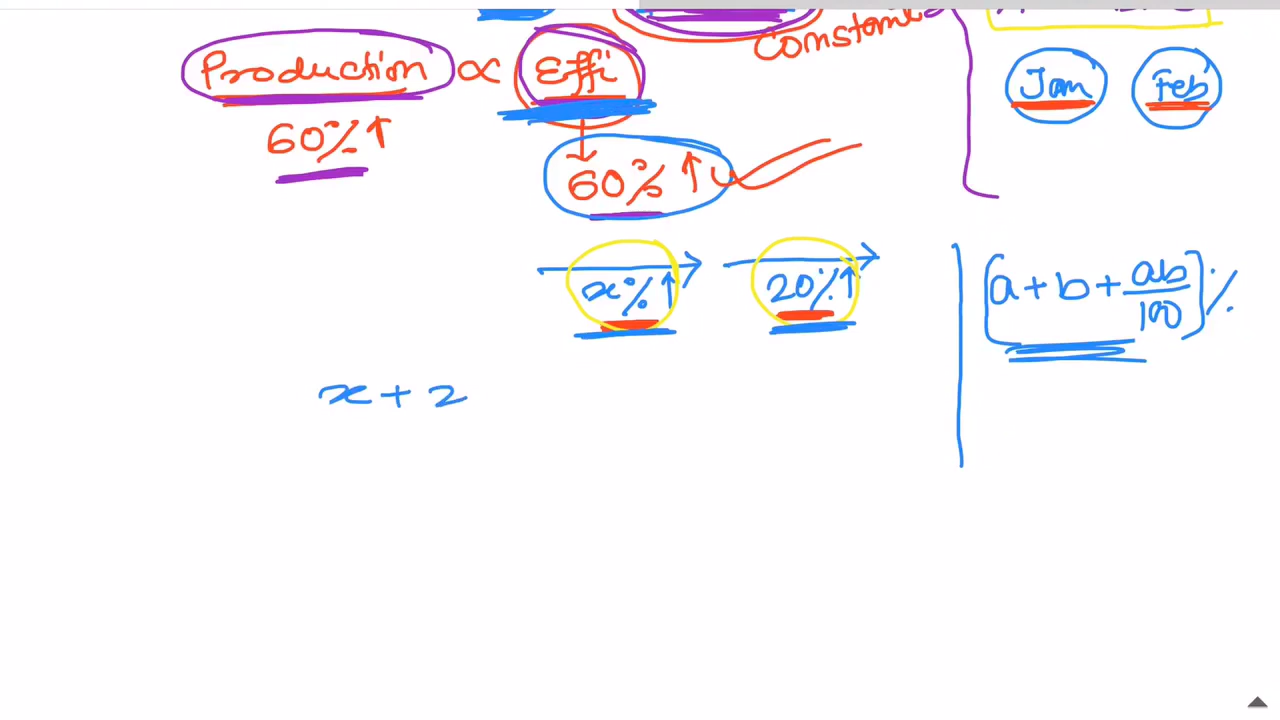 Constant
Production ∝ Effi
60% ↑
60% ↑
x% ↑ 20% ↑
x + 2
Jan Feb
[a + b + ab/100] %